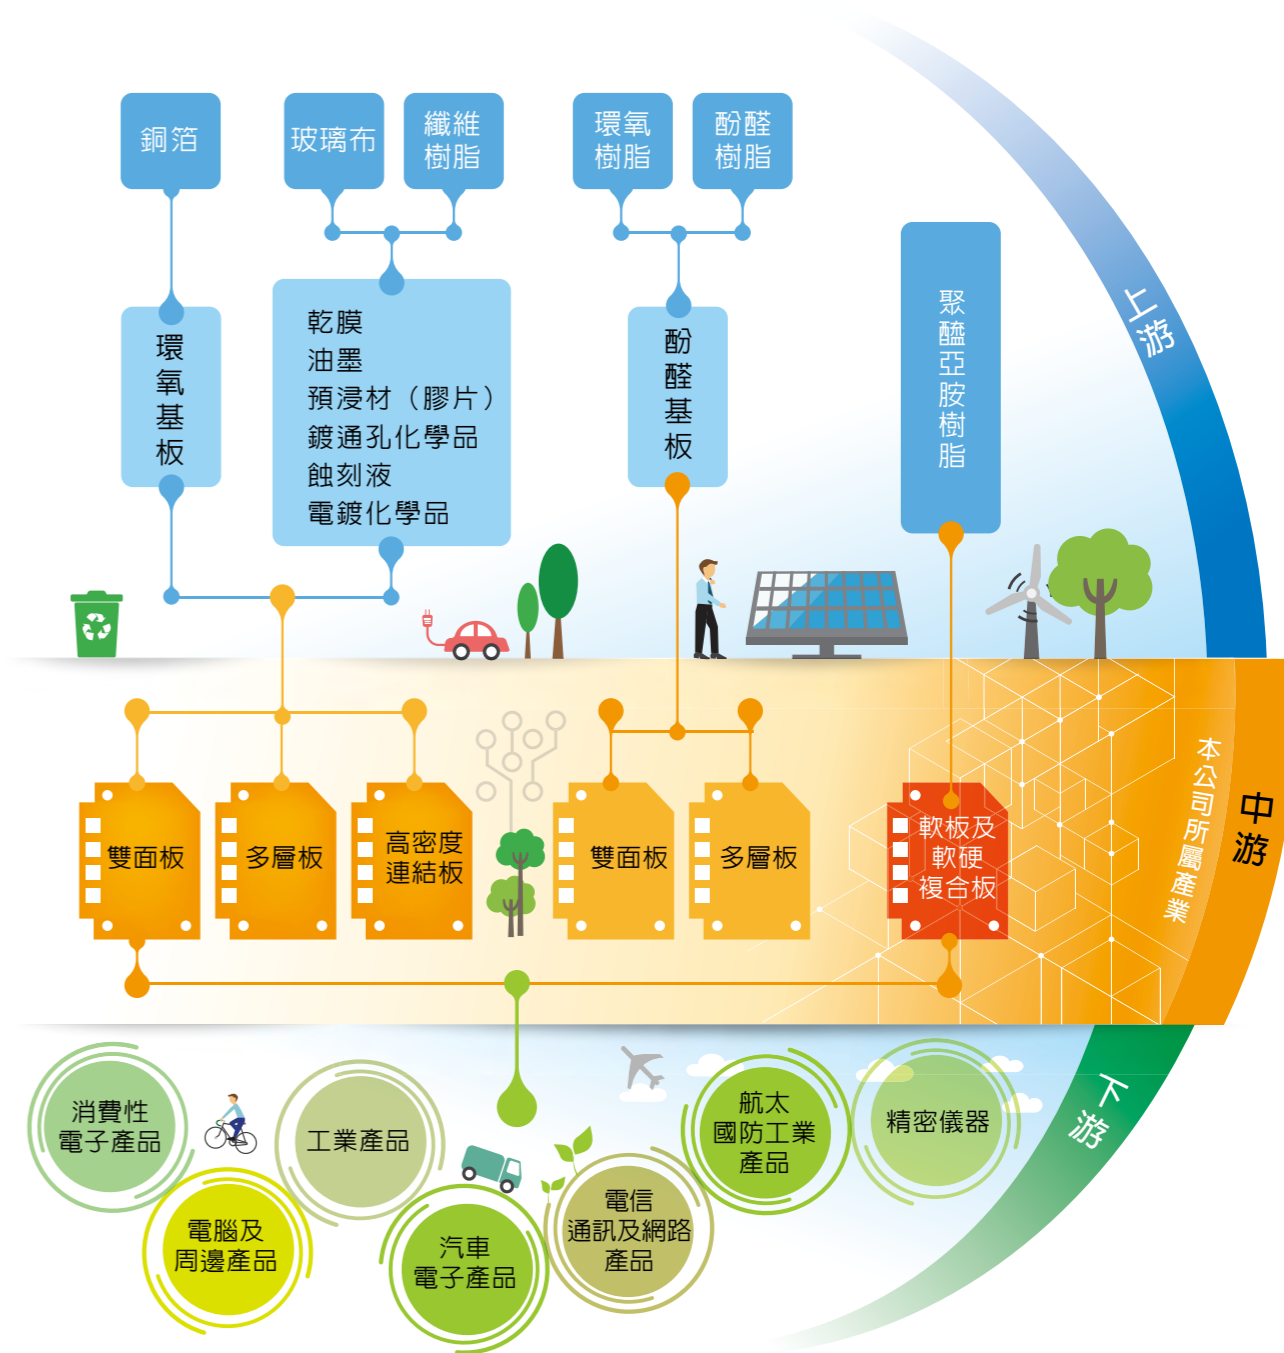 銅箔
玻璃布
纖維
樹脂
環氧
樹脂
酚醛
樹脂
環氧基板
乾膜
油墨
預浸材（膠片）
鍍通孔化學品
蝕刻液
電鍍化學品
酚醛基板
聚醯亞胺樹脂
上游
雙面板
多層板
高密度
連結板
雙面板
多層板
軟板及
軟硬
複合板
本公司所屬產業
中游
消費性
電子產品
電腦及
周邊產品
工業產品
汽車
電子產品
電信
通訊及網路
產品
航太
國防工業
產品
精密儀器
下游